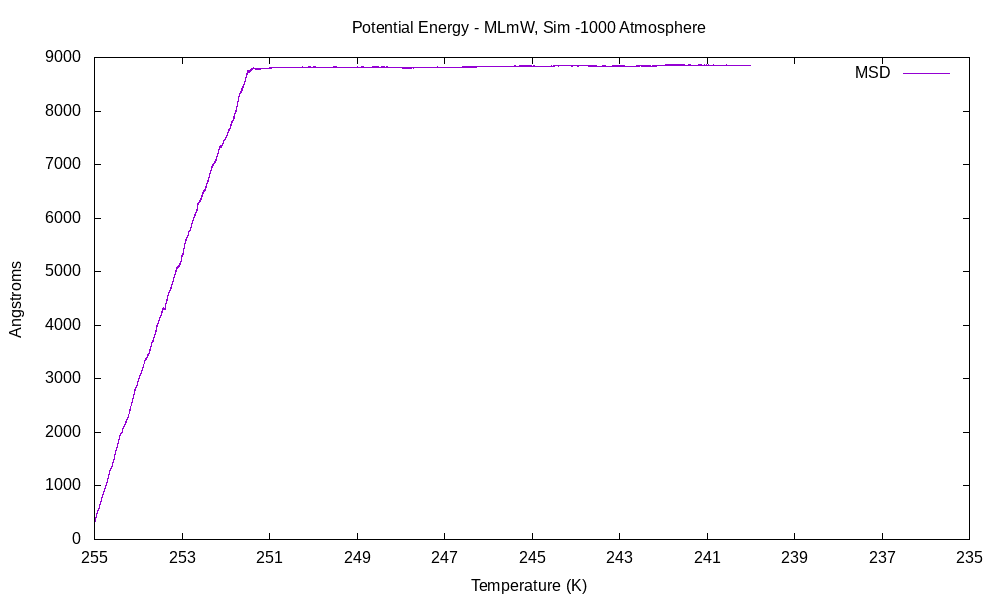 Potential Energy - MLmW, Sim -1000 Atmosphere
9000
MSD
8000
7000
6000
5000
Angstroms
4000
3000
2000
1000
0
255 253 251 249 247 245 243 241 239 237 235
Temperature (K)